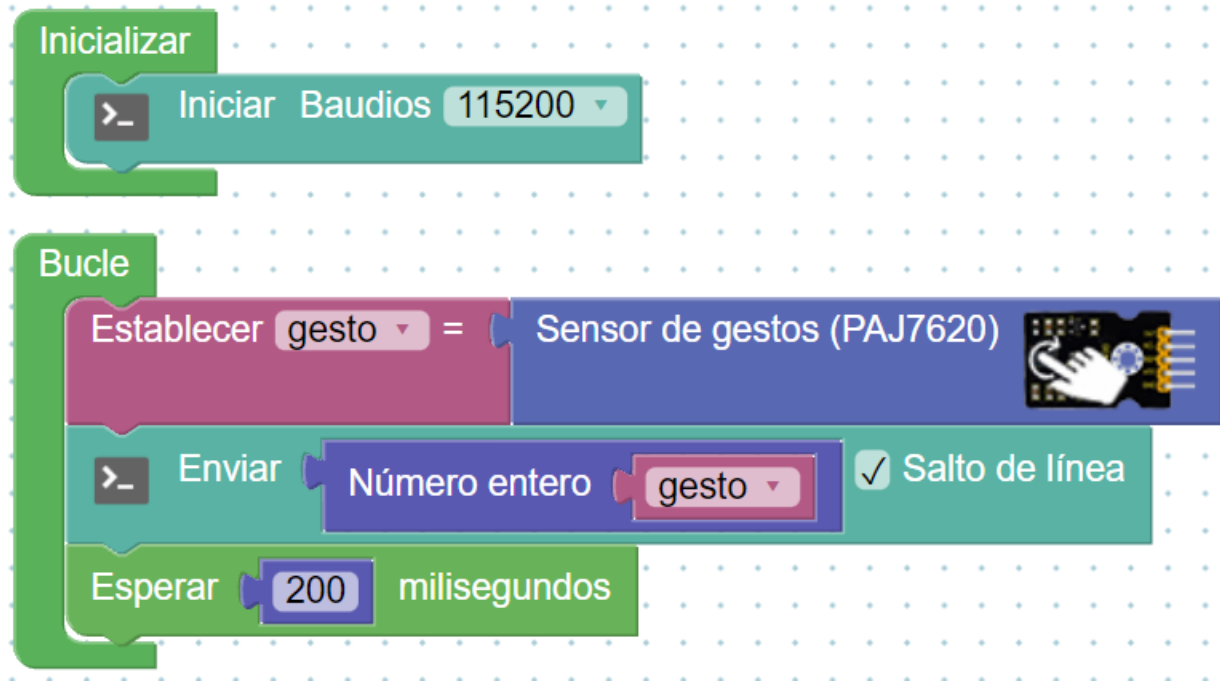 Inicializar
>_ Iniciar Baudios 115200
Bucle
Establecer gesto = Sensor de gestos (PAJ7620)
>_ Enviar Número entero gesto ✓ Salto de línea
Esperar 200 milisegundos